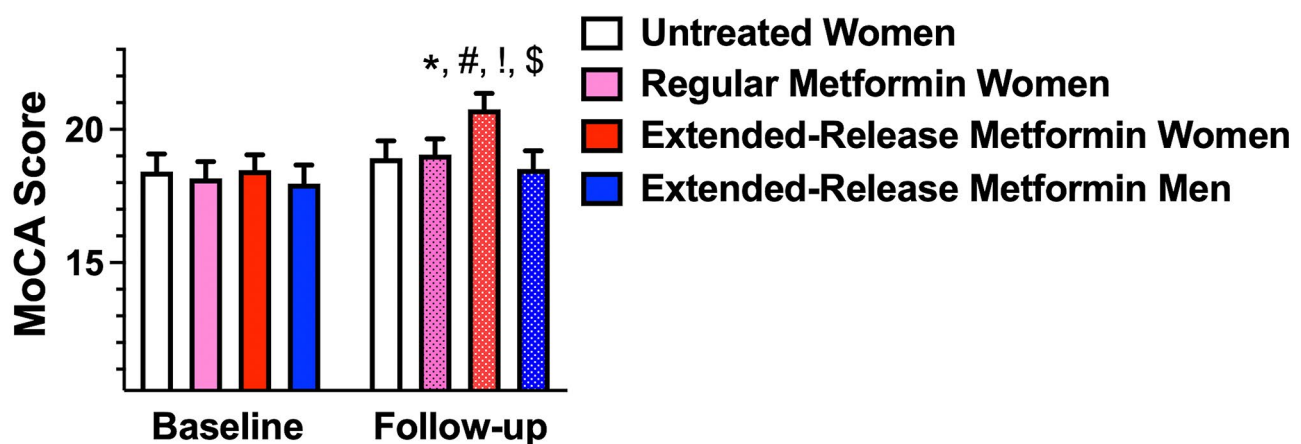 Untreated Women
Regular Metformin Women
Extended-Release Metformin Women
Extended-Release Metformin Men
*, #, !, $
MoCA Score
20
15
Baseline
Follow-up